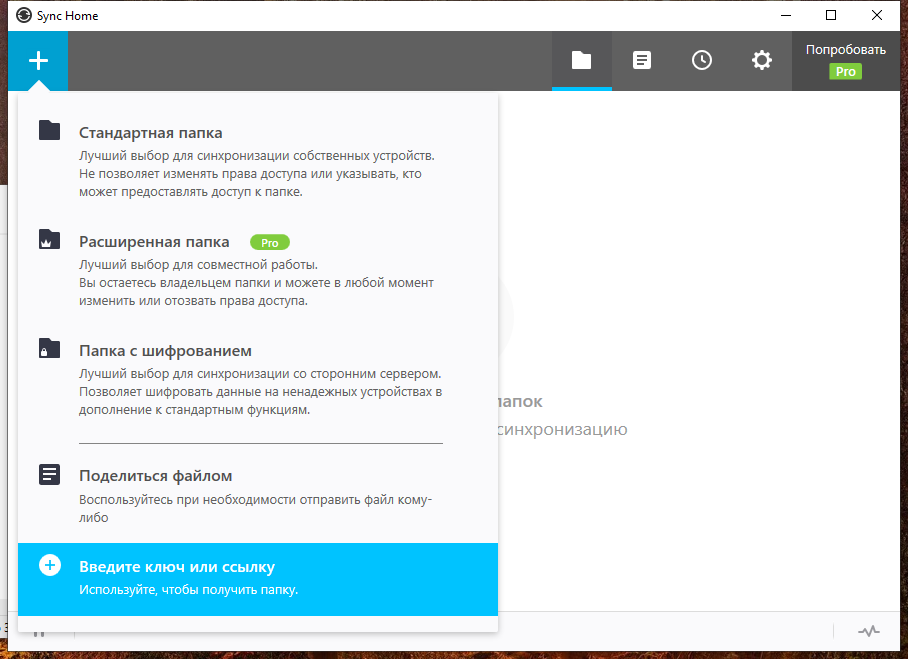 Sync Home
Попробовать
Pro
Стандартная папка
Лучший выбор для синхронизации собственных устройств.
Не позволяет изменять права доступа или указывать, кто
может предоставлять доступ к папке.
Расширенная папка Pro
Лучший выбор для совместной работы.
Вы остаетесь владельцем папки и можете в любой момент
изменить или отозвать права доступа.
Папка с шифрованием
Лучший выбор для синхронизации со сторонним сервером.
Позволяет шифровать данные на ненадежных устройствах в
дополнение к стандартным функциям.
синхронизацию
Поделиться файлом
Воспользуйтесь при необходимости отправить файл кому-
либо
Введите ключ или ссылку
Используйте, чтобы получить папку.